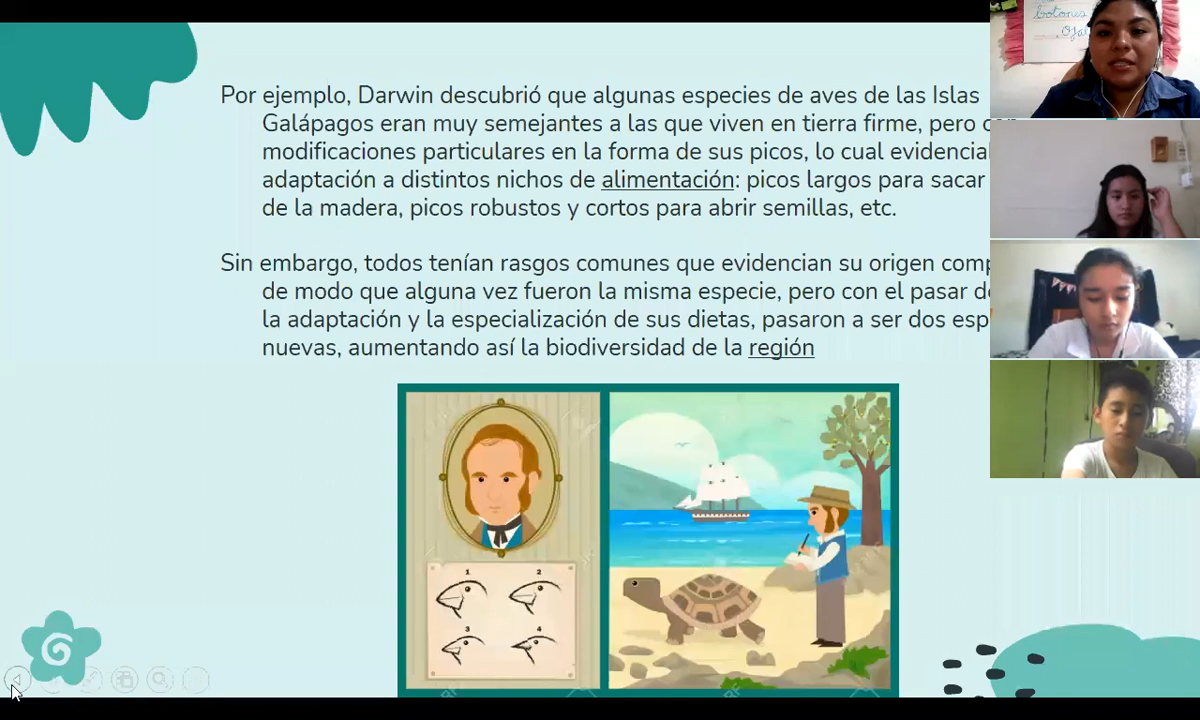 Por ejemplo, Darwin descubrió que algunas especies de aves de las Islas
Galápagos eran muy semejantes a las que viven en tierra firme, pero
modificaciones particulares en la forma de sus picos, lo cual
adaptación a distintos nichos de alimentación: picos largos para sacar
de la madera, picos robustos y cortos para abrir semillas, etc.
Sin embargo, todos tenían rasgos comunes que evidencian su origen
de modo que alguna vez fueron la misma especie, pero con el pasar
la adaptación y la especialización de sus dietas, pasaron a ser dos
nuevas, aumentando así la biodiversidad de la región
1 2
3 4
botones